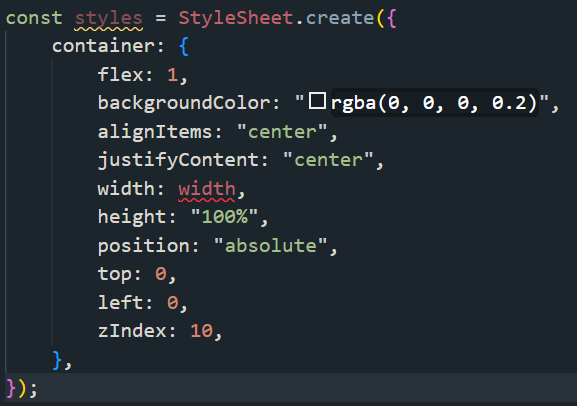 const styles = StyleSheet.create({
    container: {
        flex: 1,
        backgroundColor: "rgba(0, 0, 0, 0.2)",
        alignItems: "center",
        justifyContent: "center",
        width: width,
        height: "100%",
        position: "absolute",
        top: 0,
        left: 0,
        zIndex: 10,
    },
});